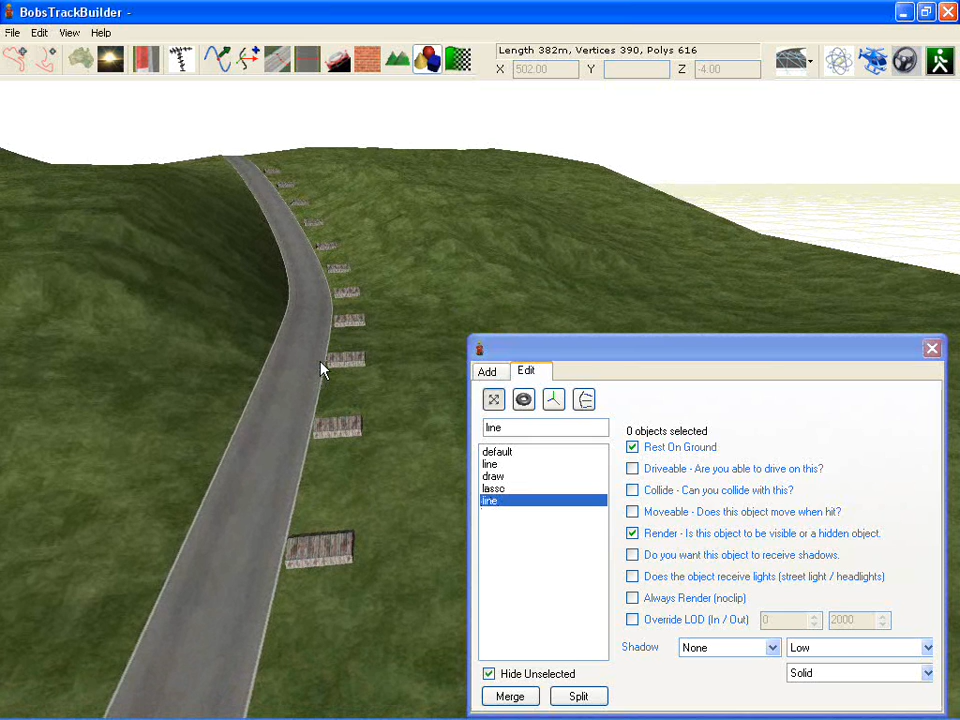 BobsTrackBuilder -
File Edit View Help
Length 382m, Vertices 390, Polys 616
X 502.00 Y Z -4.00
Add Edit
line
0 objects selected
Rest On Ground
default
line
draw
lasso
line
Driveable - Are you able to drive on this?
Collide - Can you collide with this?
Moveable - Does this object move when hit?
Render - Is this object to be visible or a hidden object.
Do you want this object to receive shadows.
Does the object receive lights (street light / headlights)
Always Render (noclip)
Override LOD (In / Out) 0 2000
Shadow None Low
Hide Unselected Solid
Merge Split